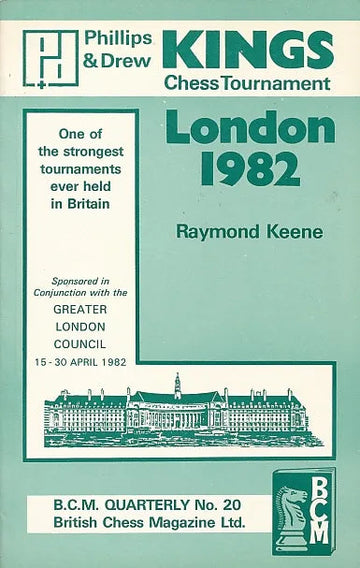 Phillips
& Drew
KINGS
Chess Tournament
London
1982
Raymond Keene
One of
the strongest
tournaments
ever held
in Britain
Sponsored in
Conjunction with the
GREATER
LONDON
COUNCIL
15-30 APRIL 1982
B.C.M. QUARTERLY No. 20
British Chess Magazine Ltd.
BCM